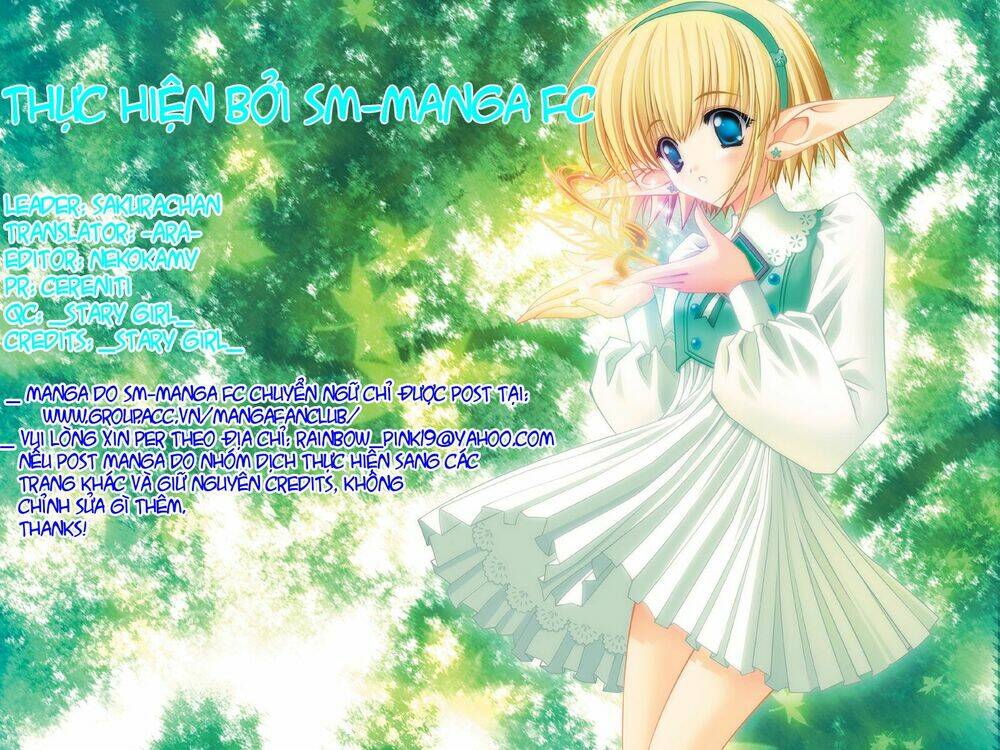 THỰC HIỆN BỞI SM-MANGA FC
LEADER: SAKURACHAN
TRANSLATOR: -ARA-
EDITOR: NEKOKAMY
PR: CERENITI
QC: _STARY GIRL_
CREDITS: _STARY GIRL_
_ MANGA DO SM-MANGA FC CHUYỂN NGỮ CHỈ ĐƯỢC POST TẠI:
WWW.GROUPACC.VN/MANGAFANCLUB/
_ VUI LÒNG XIN PER THEO ĐỊA CHỈ: RAINBOW_PINK19@YAHOO.COM
NẾU POST MANGA DO NHÓM DỊCH THỰC HIỆN SANG CÁC
TRANG KHÁC VÀ GIỮ NGUYÊN CREDITS, KHÔNG
CHỈNH SỬA GÌ THÊM.
THANKS!